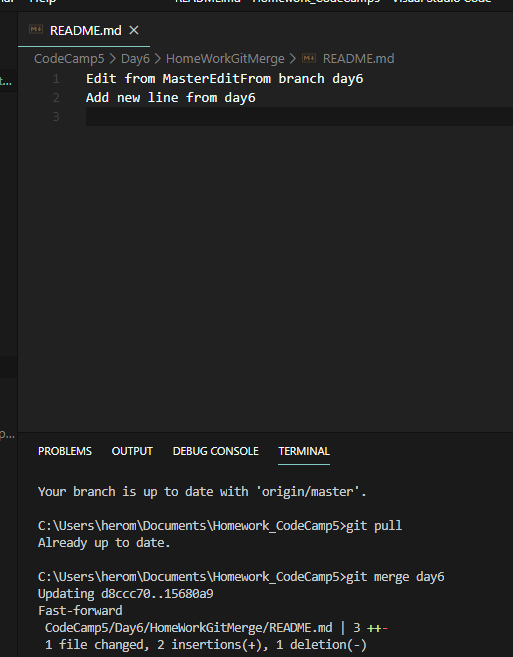 Help
README.md - Homework_CodeCamp5 - Visual Studio Code
README.md
CodeCamp5 > Day6 > HomeWorkGitMerge > README.md
1 Edit from MasterEditFrom branch day6
2 Add new line from day6
3
PROBLEMS OUTPUT DEBUG CONSOLE TERMINAL
Your branch is up to date with 'origin/master'.
C:\Users\herom\Documents\Homework_CodeCamp5>git pull
Already up to date.
C:\Users\herom\Documents\Homework_CodeCamp5>git merge day6
Updating d8ccc70..15680a9
Fast-forward
CodeCamp5/Day6/HomeWorkGitMerge/README.md | 3 ++-
1 file changed, 2 insertions(+), 1 deletion(-)